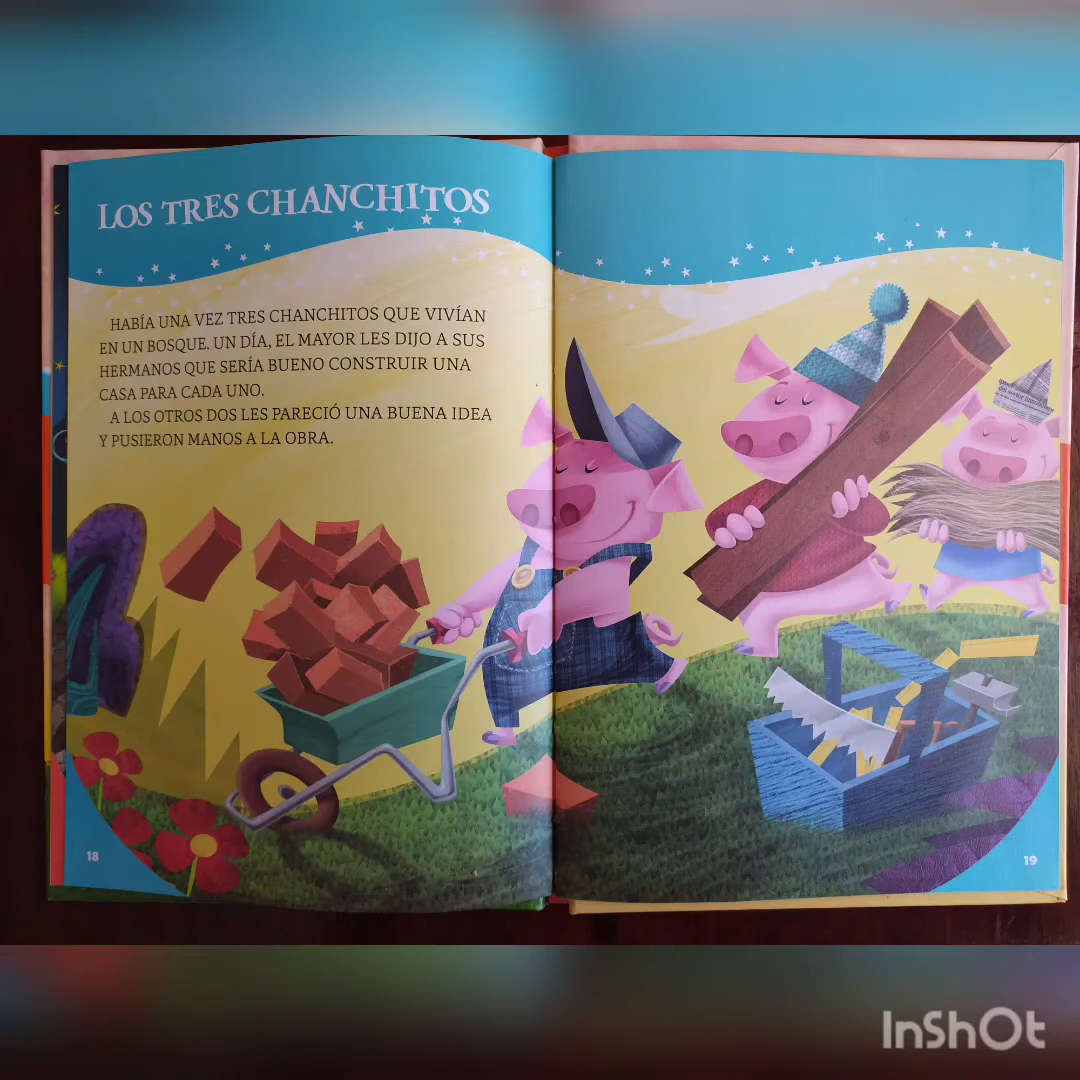 LOS TRES CHANCHITOS
HABÍA UNA VEZ TRES CHANCHITOS QUE VIVÍAN
EN UN BOSQUE. UN DÍA, EL MAYOR LES DIJO A SUS
HERMANOS QUE SERÍA BUENO CONSTRUIR UNA
CASA PARA CADA UNO.
A LOS OTROS DOS LES PARECIÓ UNA BUENA IDEA
Y PUSIERON MANOS A LA OBRA.
18
19
InShOt